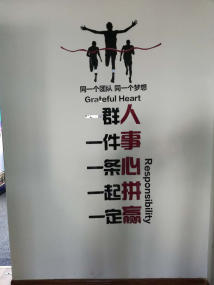 同一个团队 同一个梦想
Grateful Heart
一群人
一件事
一条心
一起拼
一定赢
Responsibility